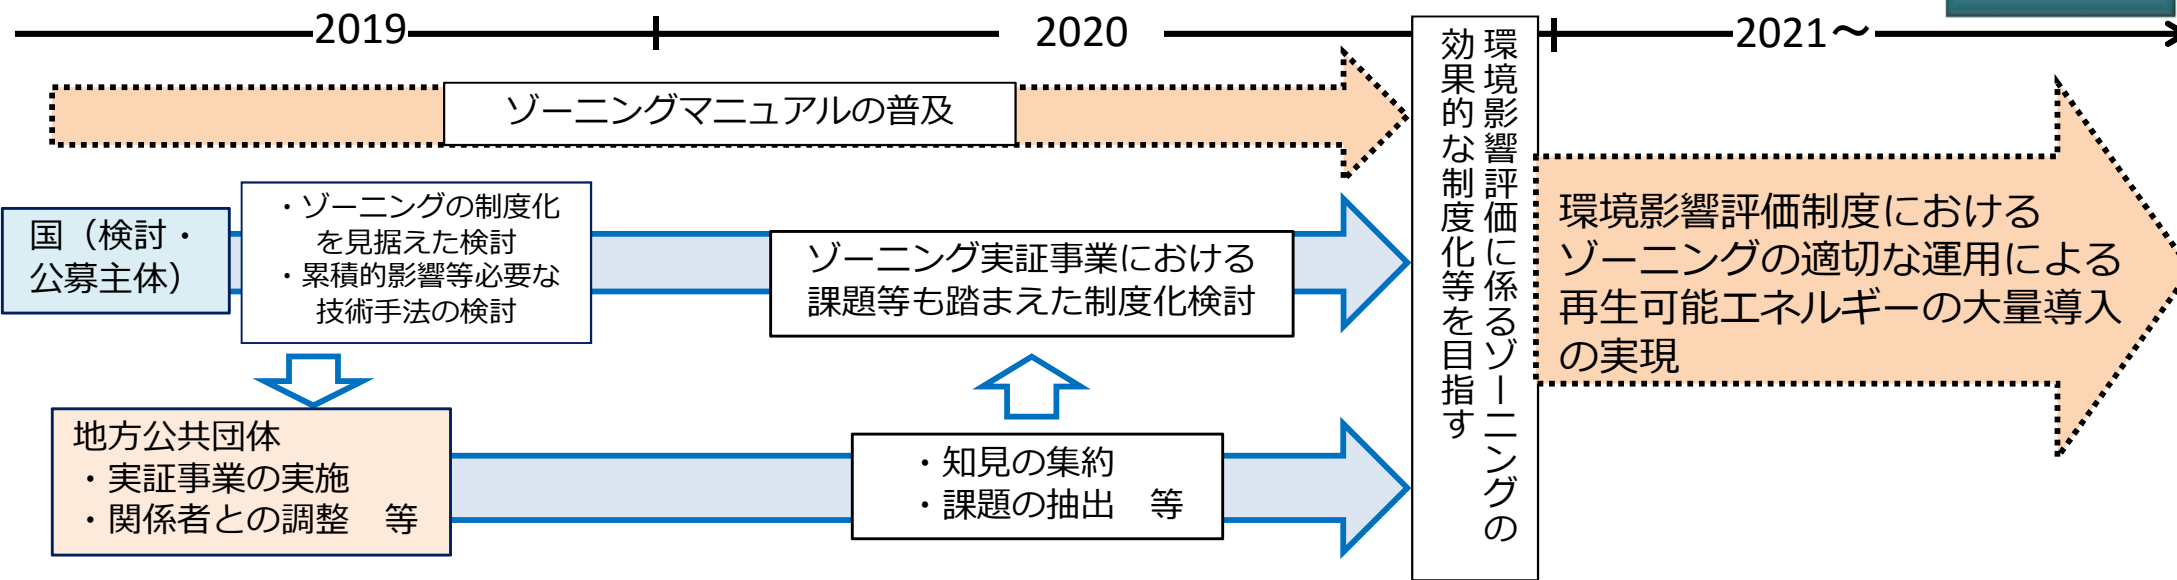 2019
2020
2021～
ゾーニングマニュアルの普及
国（検討・
公募主体）
・ゾーニングの制度化
を見据えた検討
・累積的影響等必要な
技術手法の検討
ゾーニング実証事業における
課題等も踏まえた制度化検討
地方公共団体
・実証事業の実施
・関係者との調整　等
・知見の集約
・課題の抽出　等
環境影響評価に係るゾーニングの
効果的な制度化等を目指す
環境影響評価制度における
ゾーニングの適切な運用による
再生可能エネルギーの大量導入
の実現